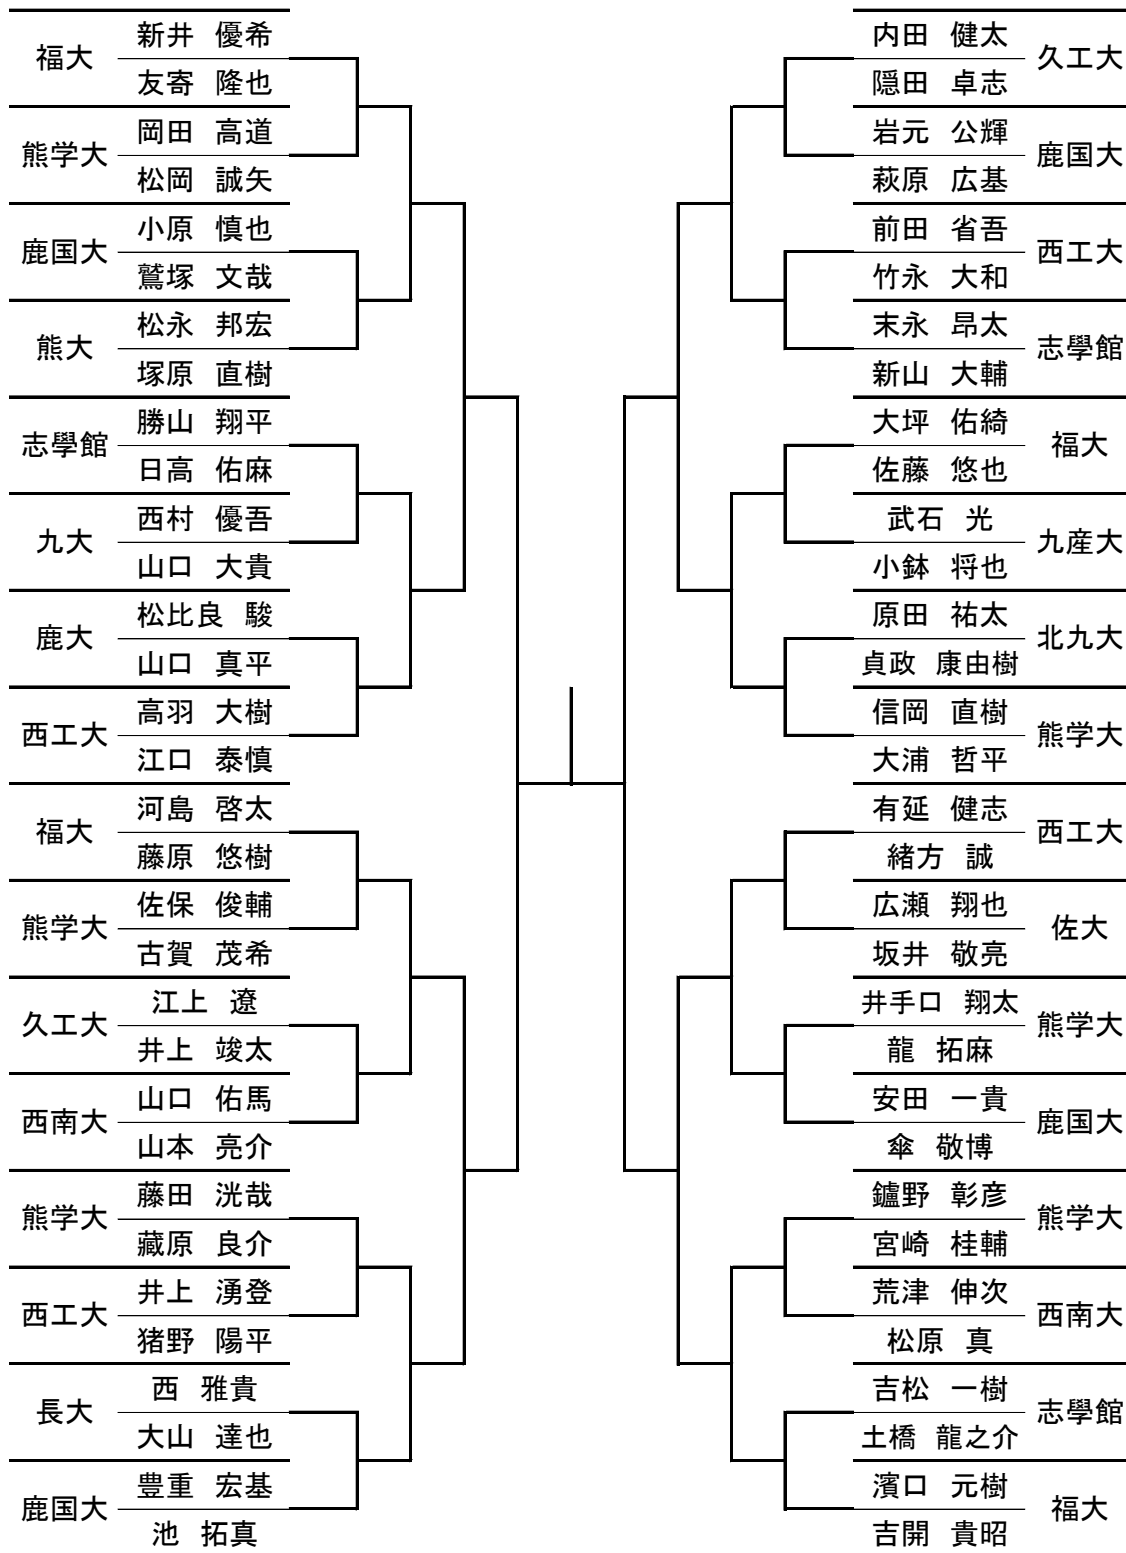 福大
新井 優希
友寄 隆也
熊学大
岡田 高道
松岡 誠矢
鹿国大
小原 慎也
鷲塚 文哉
熊大
松永 邦宏
塚原 直樹
志學館
勝山 翔平
日高 佑麻
九大
西村 優吾
山口 大貴
鹿大
松比良 駿
山口 真平
西工大
高羽 大樹
江口 泰慎
福大
河島 啓太
藤原 悠樹
熊学大
佐保 俊輔
古賀 茂希
久工大
江上 遼
井上 竣太
西南大
山口 佑馬
山本 亮介
熊学大
藤田 洸哉
藏原 良介
西工大
井上 湧登
猪野 陽平
長大
西 雅貴
大山 達也
鹿国大
豊重 宏基
池 拓真
内田 健太
隠田 卓志
久工大
岩元 公輝
萩原 広基
鹿国大
前田 省吾
竹永 大和
西工大
末永 昂太
新山 大輔
志學館
大坪 佑綺
佐藤 悠也
福大
武石 光
小鉢 将也
九産大
原田 祐太
貞政 康由樹
北九大
信岡 直樹
大浦 哲平
熊学大
有延 健志
緒方 誠
西工大
広瀬 翔也
坂井 敬亮
佐大
井手口 翔太
龍 拓麻
熊学大
安田 一貴
傘 敬博
鹿国大
鑪野 彰彦
宮崎 桂輔
熊学大
荒津 伸次
松原 真
西南大
吉松 一樹
土橋 龍之介
志學館
濱口 元樹
吉開 貴昭
福大